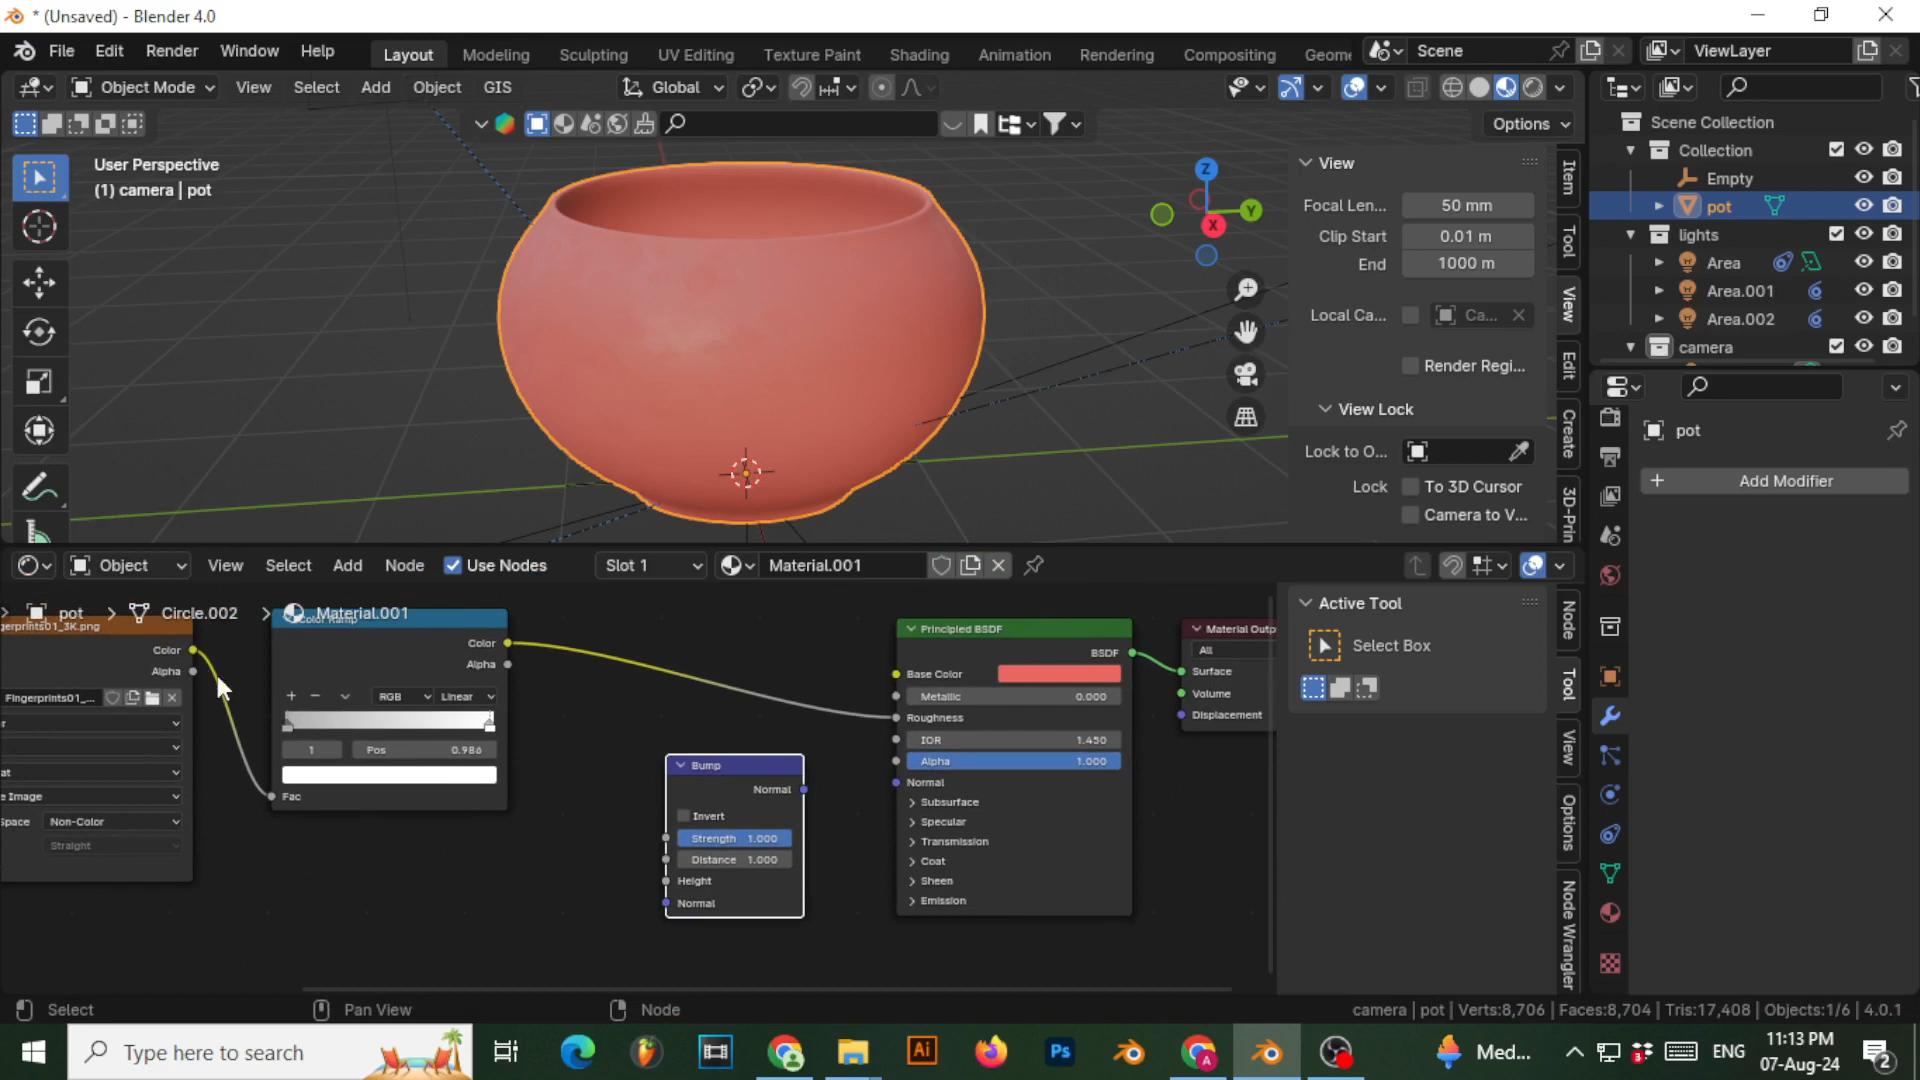 * (Unsaved) - Blender 4.0
File Edit Render Window Help
Layout Modeling Sculpting UV Editing Texture Paint Shading Animation Rendering Compositing Geome
Scene
ViewLayer
Object Mode View Select Add Object GIS
Global
Options
User Perspective
(1) camera | pot
Z
Y
X
View
Focal Len... 50 mm
Clip Start 0.01 m
End 1000 m
Local Ca... Ca...
Render Regi...
View Lock
Lock to O...
Lock To 3D Cursor
Camera to V...
Item
Tool
View
Edit
Create
3D-Prin
Scene Collection
Collection
Empty
pot
lights
Area
Area.001
Area.002
camera
pot
+ Add Modifier
Object View Select Add Node Use Nodes Slot 1 Material.001
pot > Circle.002 > Material.001
gerprints01_3K.png
Color
Alpha
Fingerprints01_...
r
at
e Image
pace Non-Color
Straight
Color Ramp
Color
Alpha
RGB Linear
1 Pos 0.986
Fac
Bump
Normal
Invert
Strength 1.000
Distance 1.000
Height
Normal
Principled BSDF
BSDF
Base Color
Metallic 0.000
Roughness
IOR 1.450
Alpha 1.000
Normal
Subsurface
Specular
Transmission
Coat
Sheen
Emission
Material Outp
All
Surface
Volume
Displacement
Active Tool
Select Box
Node
Tool
View
Options
Node Wrangler
Select Pan View Node
camera | pot | Verts:8,706 | Faces:8,704 | Tris:17,408 | Objects:1/6 | 4.0.1
Type here to search
Ai
Ps
A
Med...
ENG
11:13 PM
07-Aug-24
2